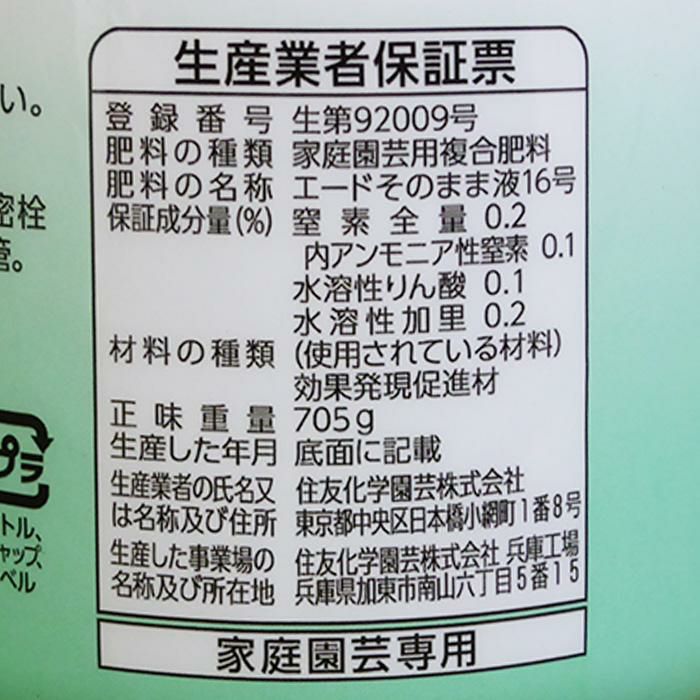 い。
密栓
管。
プラ
トル、
ャップ、
ベル
生産業者保証票
登録番号 生第92009号
肥料の種類 家庭園芸用複合肥料
肥料の名称 エードそのまま液16号
保証成分量(%) 窒素全量 0.2
内アンモニア性窒素 0.1
水溶性りん酸 0.1
水溶性加里 0.2
材料の種類 (使用されている材料)
効果発現促進材
正味重量 705g
生産した年月 底面に記載
生産業者の氏名又 住友化学園芸株式会社
は名称及び住所 東京都中央区日本橋小網町1番8号
生産した事業場の 住友化学園芸株式会社 兵庫工場
名称及び所在地 兵庫県加東市南山六丁目5番15
家庭園芸専用